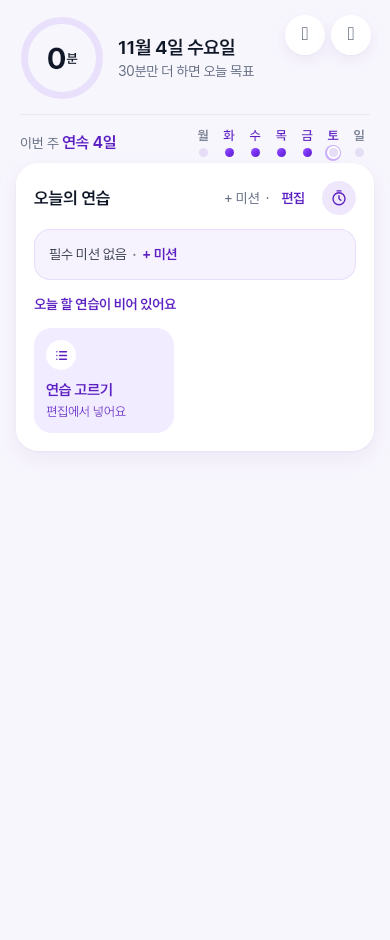 0분
11월 4일 수요일
30분만 더 하면 오늘 목표
이번 주 연속 4일
월 화 수 목 금 토 일
오늘의 연습
+ 미션 · 편집
필수 미션 없음 · + 미션
오늘 할 연습이 비어 있어요
연습 고르기
편집에서 넣어요